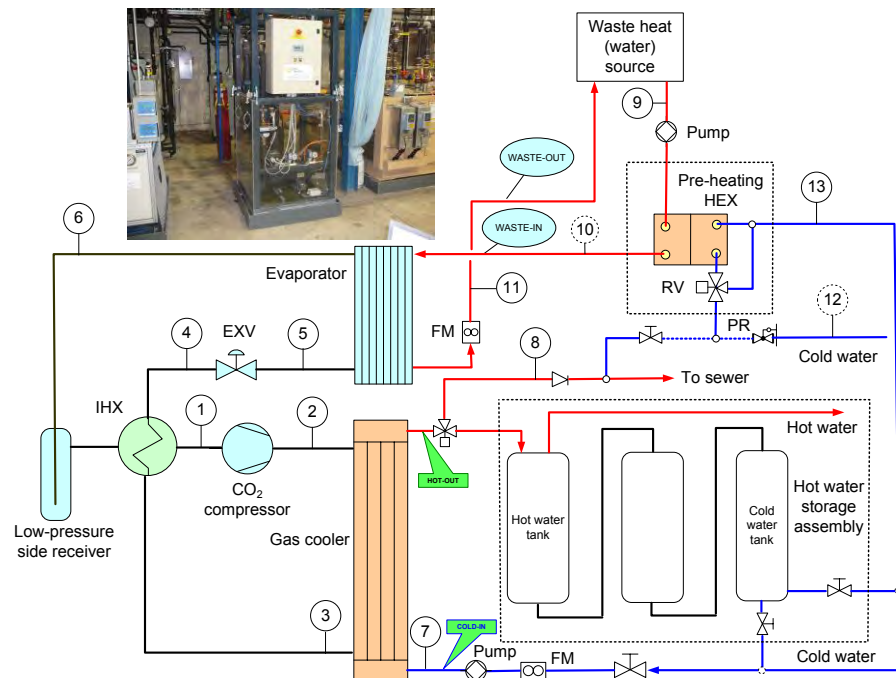 Waste heat
(water)
source
9
Pump
WASTE-OUT
Pre-heating
HEX
13
6
WASTE-IN
10
Evaporator
11
RV
12
4
EXV
5
FM
PR
Cold water
8
To sewer
IHX
1
2
Hot water
HOT-OUT
CO2
compressor
Hot water
tank
Cold
water
tank
Hot water
storage
assembly
Low-pressure
side receiver
Gas cooler
3
7
COLD-IN
Pump
FM
Cold water